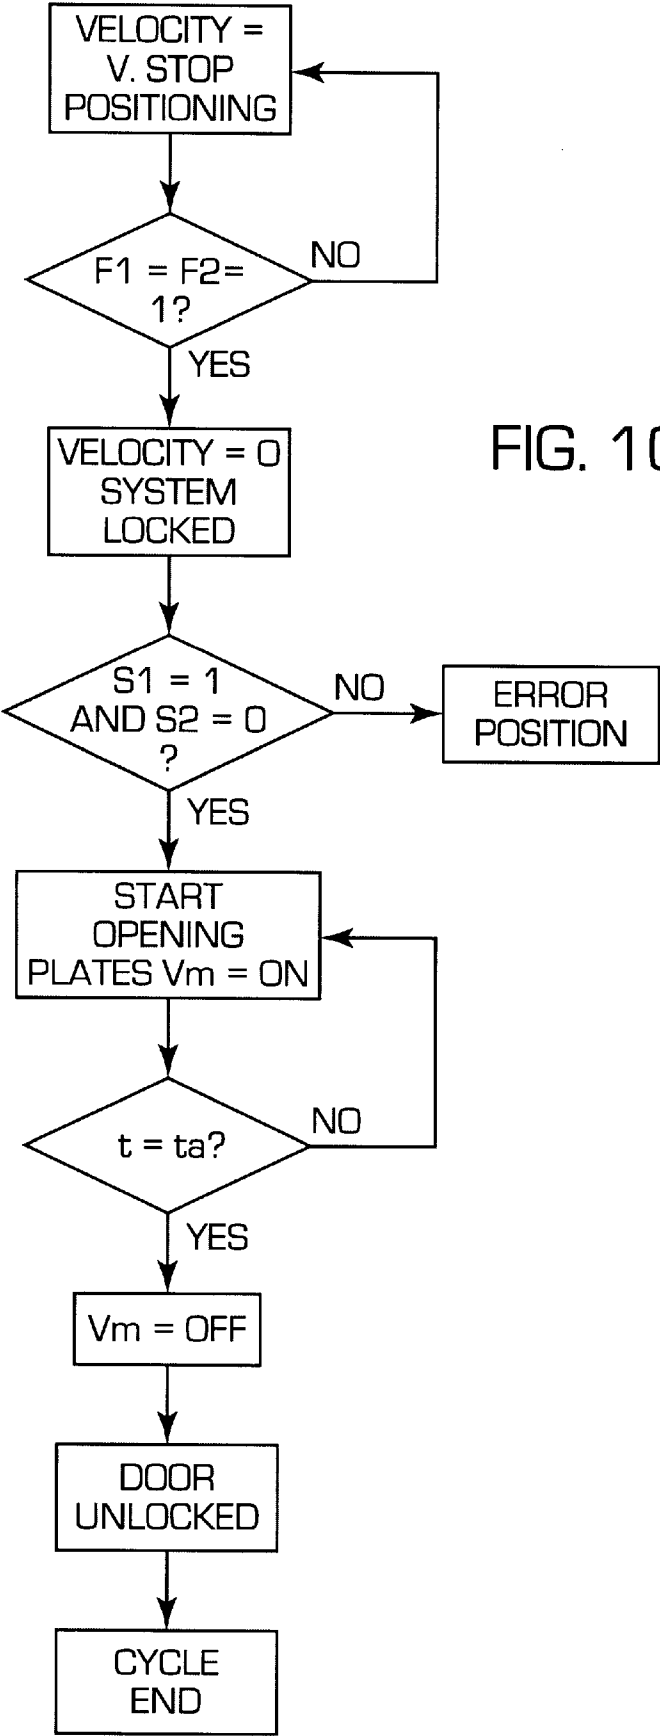 VELOCITY =
V. STOP
POSITIONING
F1 = F2=
1?
NO
YES
VELOCITY = 0
SYSTEM
LOCKED
FIG. 10
S1 = 1
AND S2 = 0
?
NO
ERROR
POSITION
YES
START
OPENING
PLATES Vm = ON
t = ta?
NO
YES
Vm = OFF
DOOR
UNLOCKED
CYCLE
END